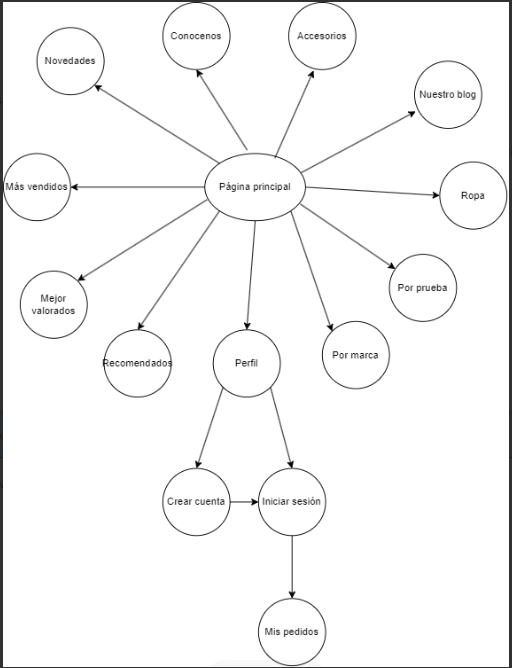 Conocenos
Accesorios
Novedades
Nuestro blog
Más vendidos
Página principal
Ropa
Mejor
valorados
Por prueba
Recomendados
Perfil
Por marca
Crear cuenta
Iniciar sesión
Mis pedidos